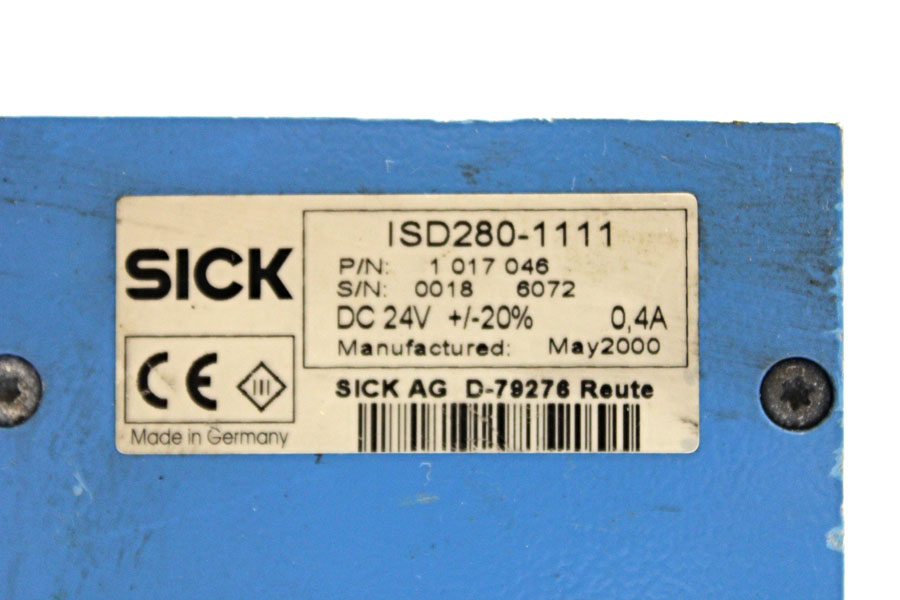 SICK
ISD280-1111
P/N: 1 017 046
S/N: 0018 6072
DC 24V +/-20% 0,4A
Manufactured: May2000
CE III
Made in Germany
SICK AG D-79276 Reute